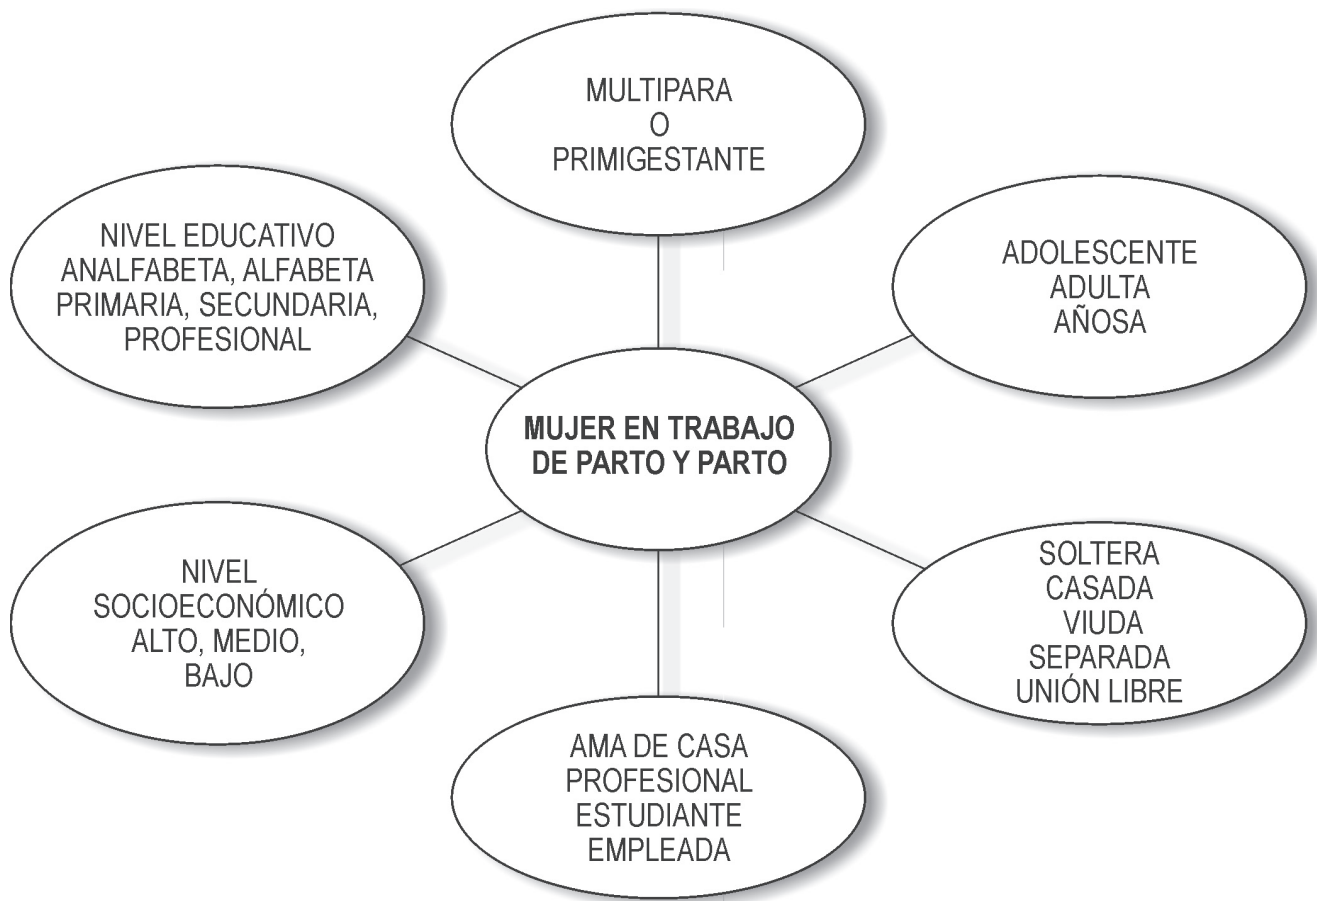 MULTIPARA
O
PRIMIGESTANTE
NIVEL EDUCATIVO
ANALFABETA, ALFABETA
PRIMARIA, SECUNDARIA,
PROFESIONAL
ADOLESCENTE
ADULTA
AÑOSA
MUJER EN TRABAJO
DE PARTO Y PARTO
NIVEL
SOCIOECONÓMICO
ALTO, MEDIO,
BAJO
SOLTERA
CASADA
VIUDA
SEPARADA
UNIÓN LIBRE
AMA DE CASA
PROFESIONAL
ESTUDIANTE
EMPLEADA